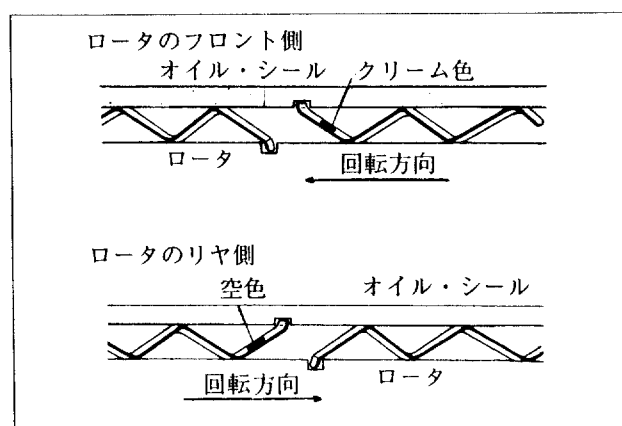 ロータのフロント側
オイル・シール クリーム色
ロータ 回転方向
ロータのリヤ側
空色 オイル・シール
回転方向 ロータ